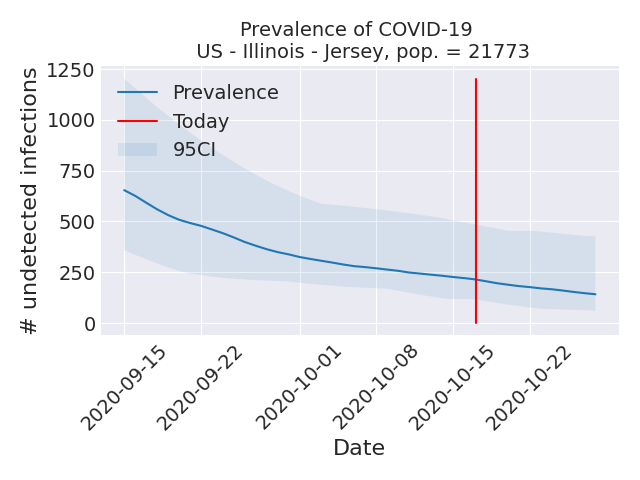 Prevalence of COVID-19
US - Illinois - Jersey, pop. = 21773
# undetected infections
1250
1000
750
500
250
0
Prevalence
Today
95CI
2020-09-15
2020-09-22
2020-10-01
2020-10-08
2020-10-15
2020-10-22
Date